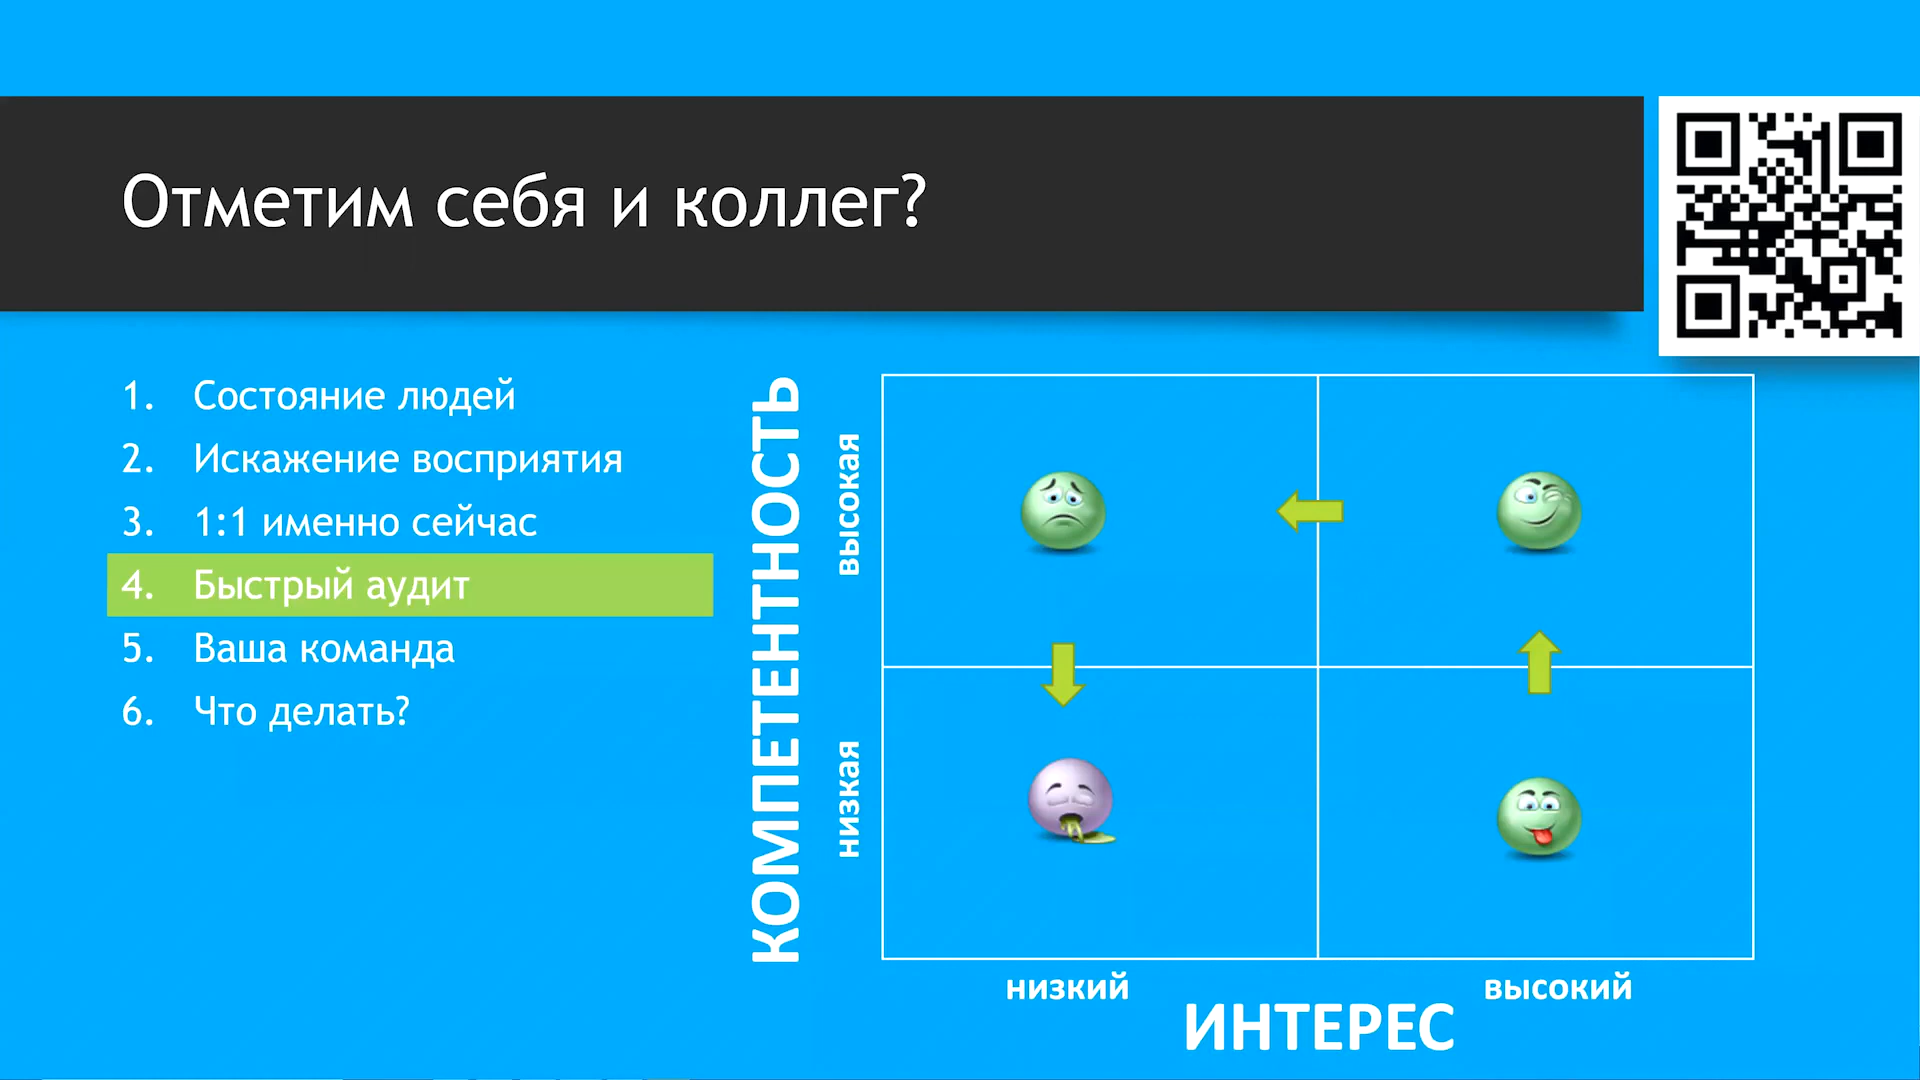 Отметим себя и коллег?
1. Состояние людей
2. Искажение восприятия
3. 1:1 именно сейчас
4. Быстрый аудит
5. Ваша команда
6. Что делать?
КОМПЕТЕНТНОСТЬ
высокая
низкая
низкий
высокий
ИНТЕРЕС